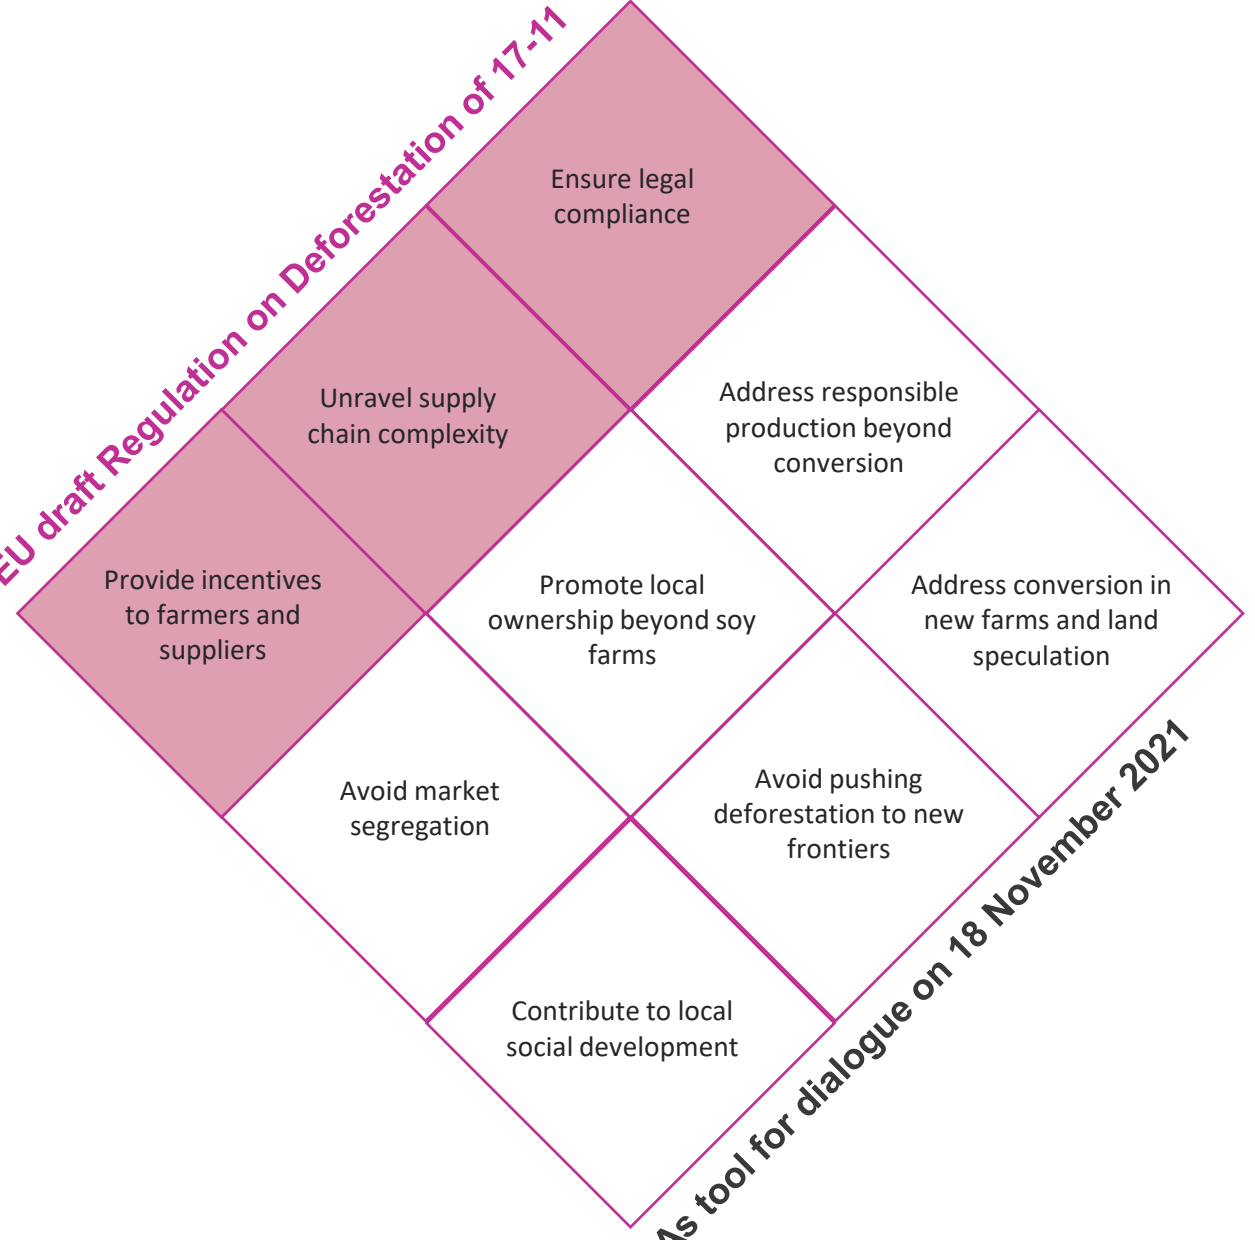 EU draft Regulation on Deforestation of 17-11
Ensure legal
compliance
Unravel supply
chain complexity
Address responsible
production beyond
conversion
Provide incentives
to farmers and
suppliers
Promote local
ownership beyond soy
farms
Address conversion in
new farms and land
speculation
Avoid market
segregation
Avoid pushing
deforestation to new
frontiers
Contribute to local
social development
As tool for dialogue on 18 November 2021